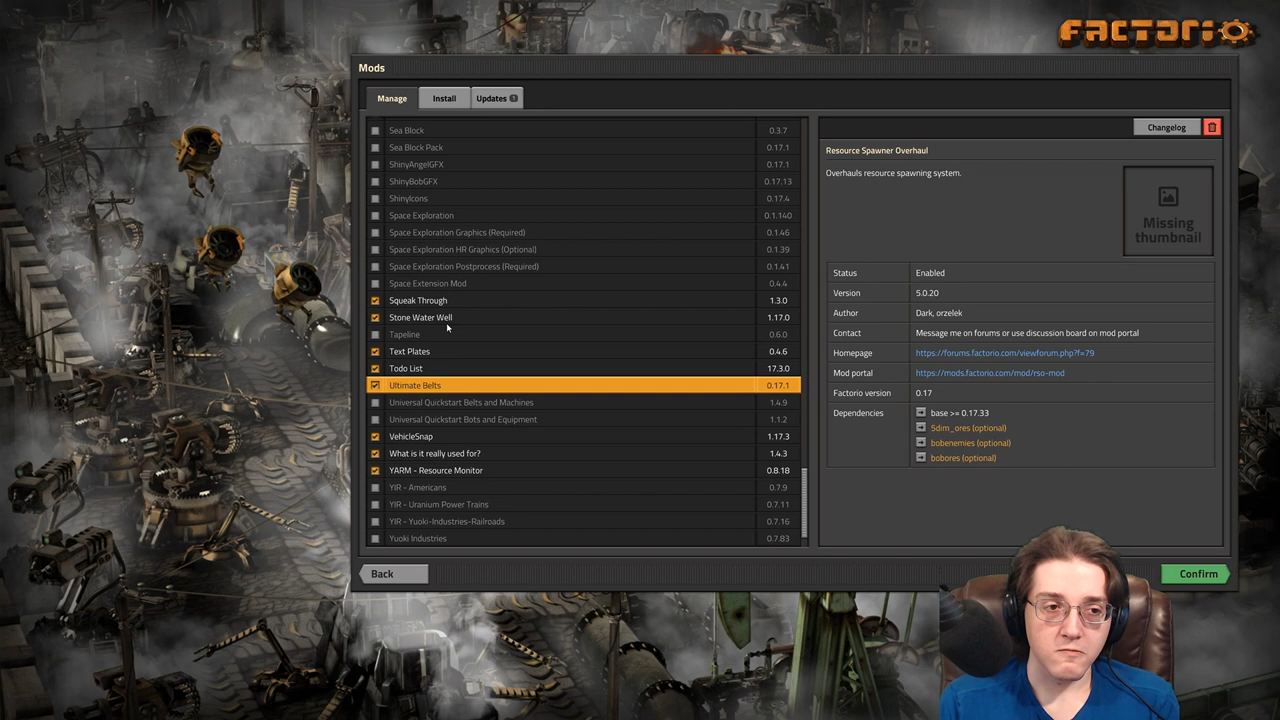 FACTORIO
Mods
Manage
Install
Updates
Sea Block 0.3.7
Sea Block Pack 0.17.1
ShinyAngelGFX 0.17.1
ShinyBobGFX 0.17.13
ShinyIcons 0.17.4
Space Exploration 0.1.140
Space Exploration Graphics (Required) 0.1.46
Space Exploration HR Graphics (Optional) 0.1.39
Space Exploration Postprocess (Required) 0.1.41
Space Extension Mod 0.4.4
Squeak Through 1.3.0
Stone Water Well 1.17.0
Tapeline 0.6.0
Text Plates 0.4.6
Todo List 17.3.0
Ultimate Belts 0.17.1
Universal Quickstart Belts and Machines 1.4.9
Universal Quickstart Bots and Equipment 1.1.2
VehicleSnap 1.17.3
What is it really used for? 1.4.3
YARM - Resource Monitor 0.8.18
YIR - Americans 0.7.9
YIR - Uranium Power Trains 0.7.11
YIR - Yuoki-Industries-Railroads 0.7.16
Yuoki Industries 0.7.83
Changelog
Resource Spawner Overhaul
Overhauls resource spawning system.
Missing
thumbnail
Status Enabled
Version 5.0.20
Author Dark, orzelek
Contact Message me on forums or use discussion board on mod portal
Homepage https://forums.factorio.com/viewforum.php?f=79
Mod portal https://mods.factorio.com/mod/rso-mod
Factorio version 0.17
Dependencies base >= 0.17.33
5dim_ores (optional)
bobenemies (optional)
bobores (optional)
Back
Confirm